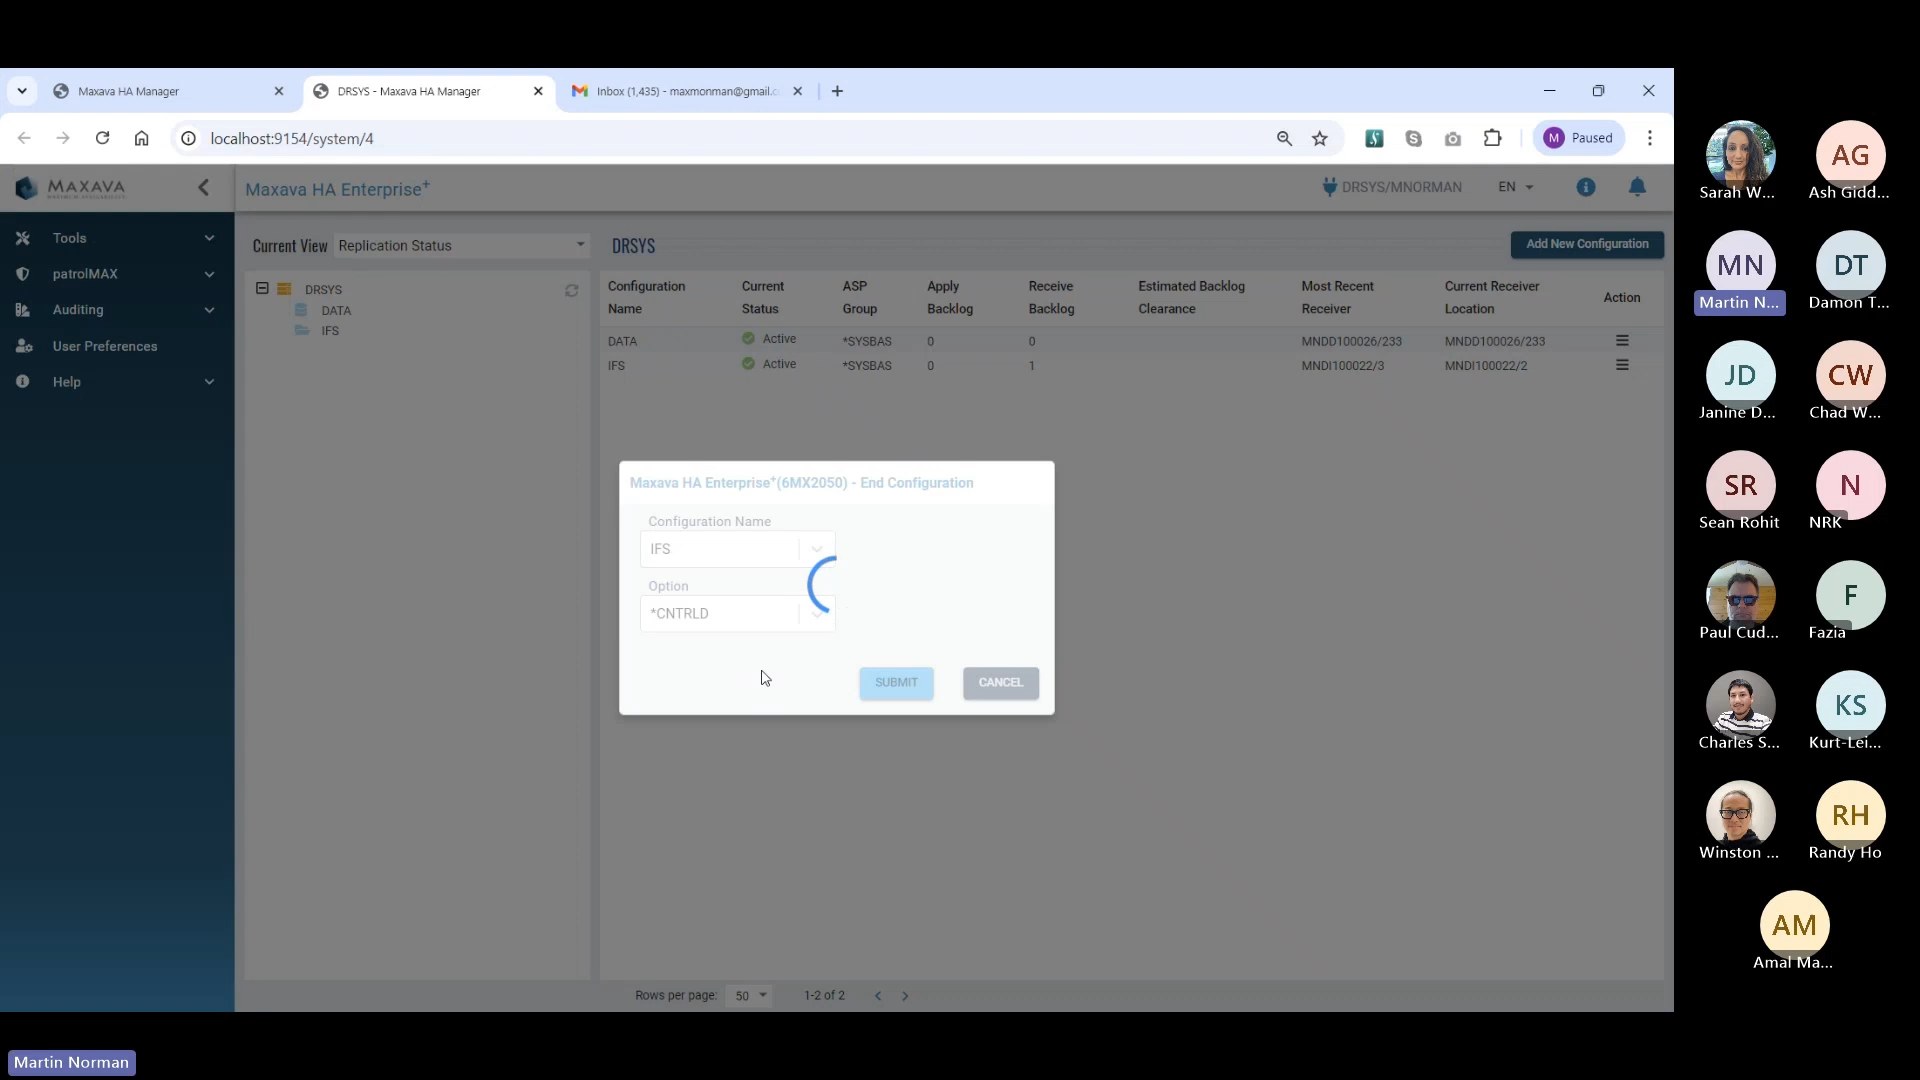 Maxava HA Manager
DRSYS - Maxava HA Manager
Inbox (1,435) - maxmonman@gmail.c
localhost:9154/system/4
M Paused
MAXAVA
Maxava HA Enterprise+
DRSYS/MNORMAN
EN
Tools
patrolMAX
Auditing
User Preferences
Help
Current View Replication Status
DRSYS
Add New Configuration
DRSYS
DATA
IFS
Configuration Name
Current Status
ASP Group
Apply Backlog
Receive Backlog
Estimated Backlog Clearance
Most Recent Receiver
Current Receiver Location
Action
DATA Active *SYSBAS 0 0 MNDD100026/233 MNDD100026/233
IFS Active *SYSBAS 0 1 MNDI100022/3 MNDI100022/2
Maxava HA Enterprise+(6MX2050) - End Configuration
Configuration Name
IFS
Option
*CNTRLD
SUBMIT
CANCEL
Rows per page: 50 1-2 of 2
Sarah W...
AG
Ash Gidd...
MN
Martin N...
DT
Damon T...
JD
Janine D...
CW
Chad W...
SR
Sean Rohit
N
NRK
Paul Cud...
F
Fazia
Charles S...
KS
Kurt-Lei...
Winston ...
RH
Randy Ho
AM
Amal Ma...
Martin Norman